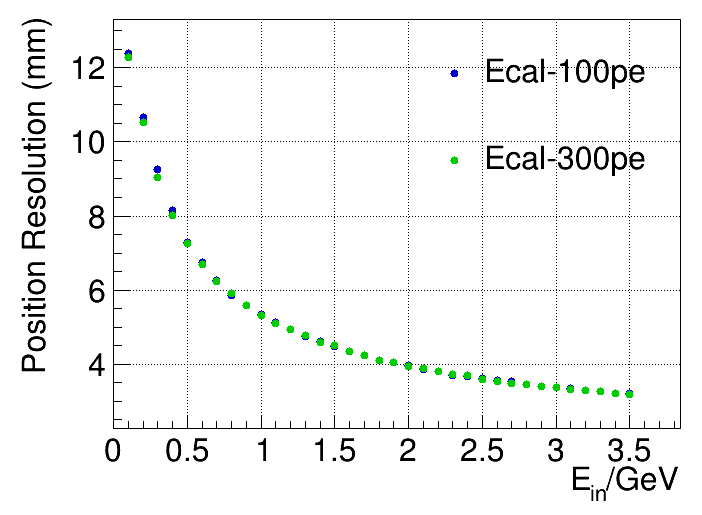 Position Resolution (mm)
12
10
8
6
4
Ecal-100pe
Ecal-300pe
0 0.5 1 1.5 2 2.5 3 3.5
E_in/GeV